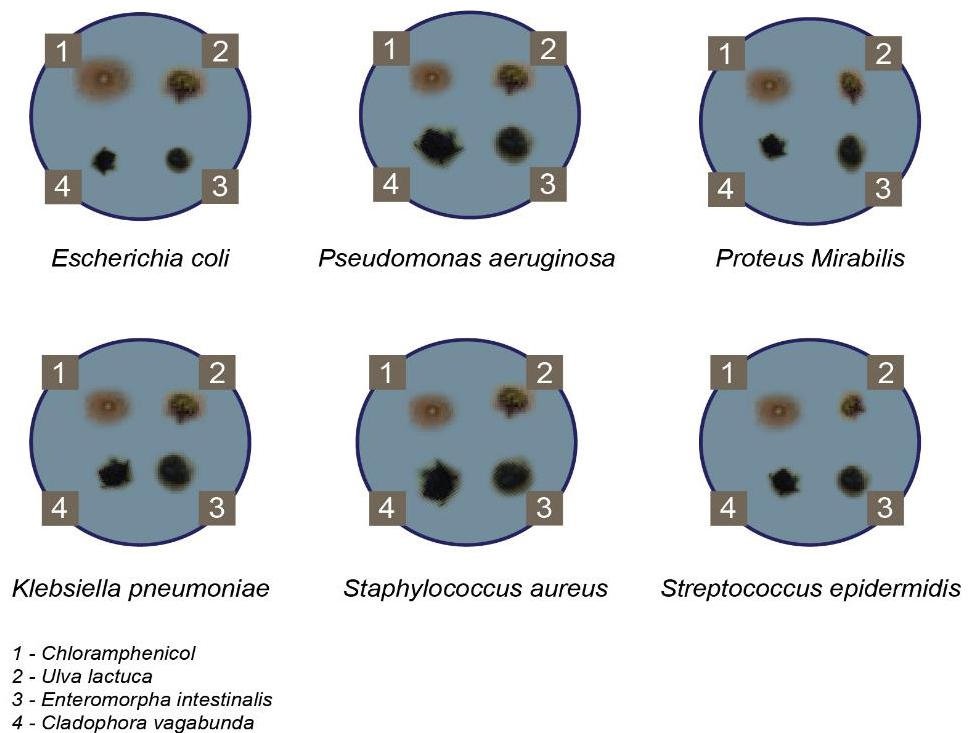 1 2
4 3
Escherichia coli
1 2
4 3
Pseudomonas aeruginosa
1 2
4 3
Proteus Mirabilis
1 2
4 3
Klebsiella pneumoniae
1 2
4 3
Staphylococcus aureus
1 2
4 3
Streptococcus epidermidis
1 - Chloramphenicol
2 - Ulva lactuca
3 - Enteromorpha intestinalis
4 - Cladophora vagabunda